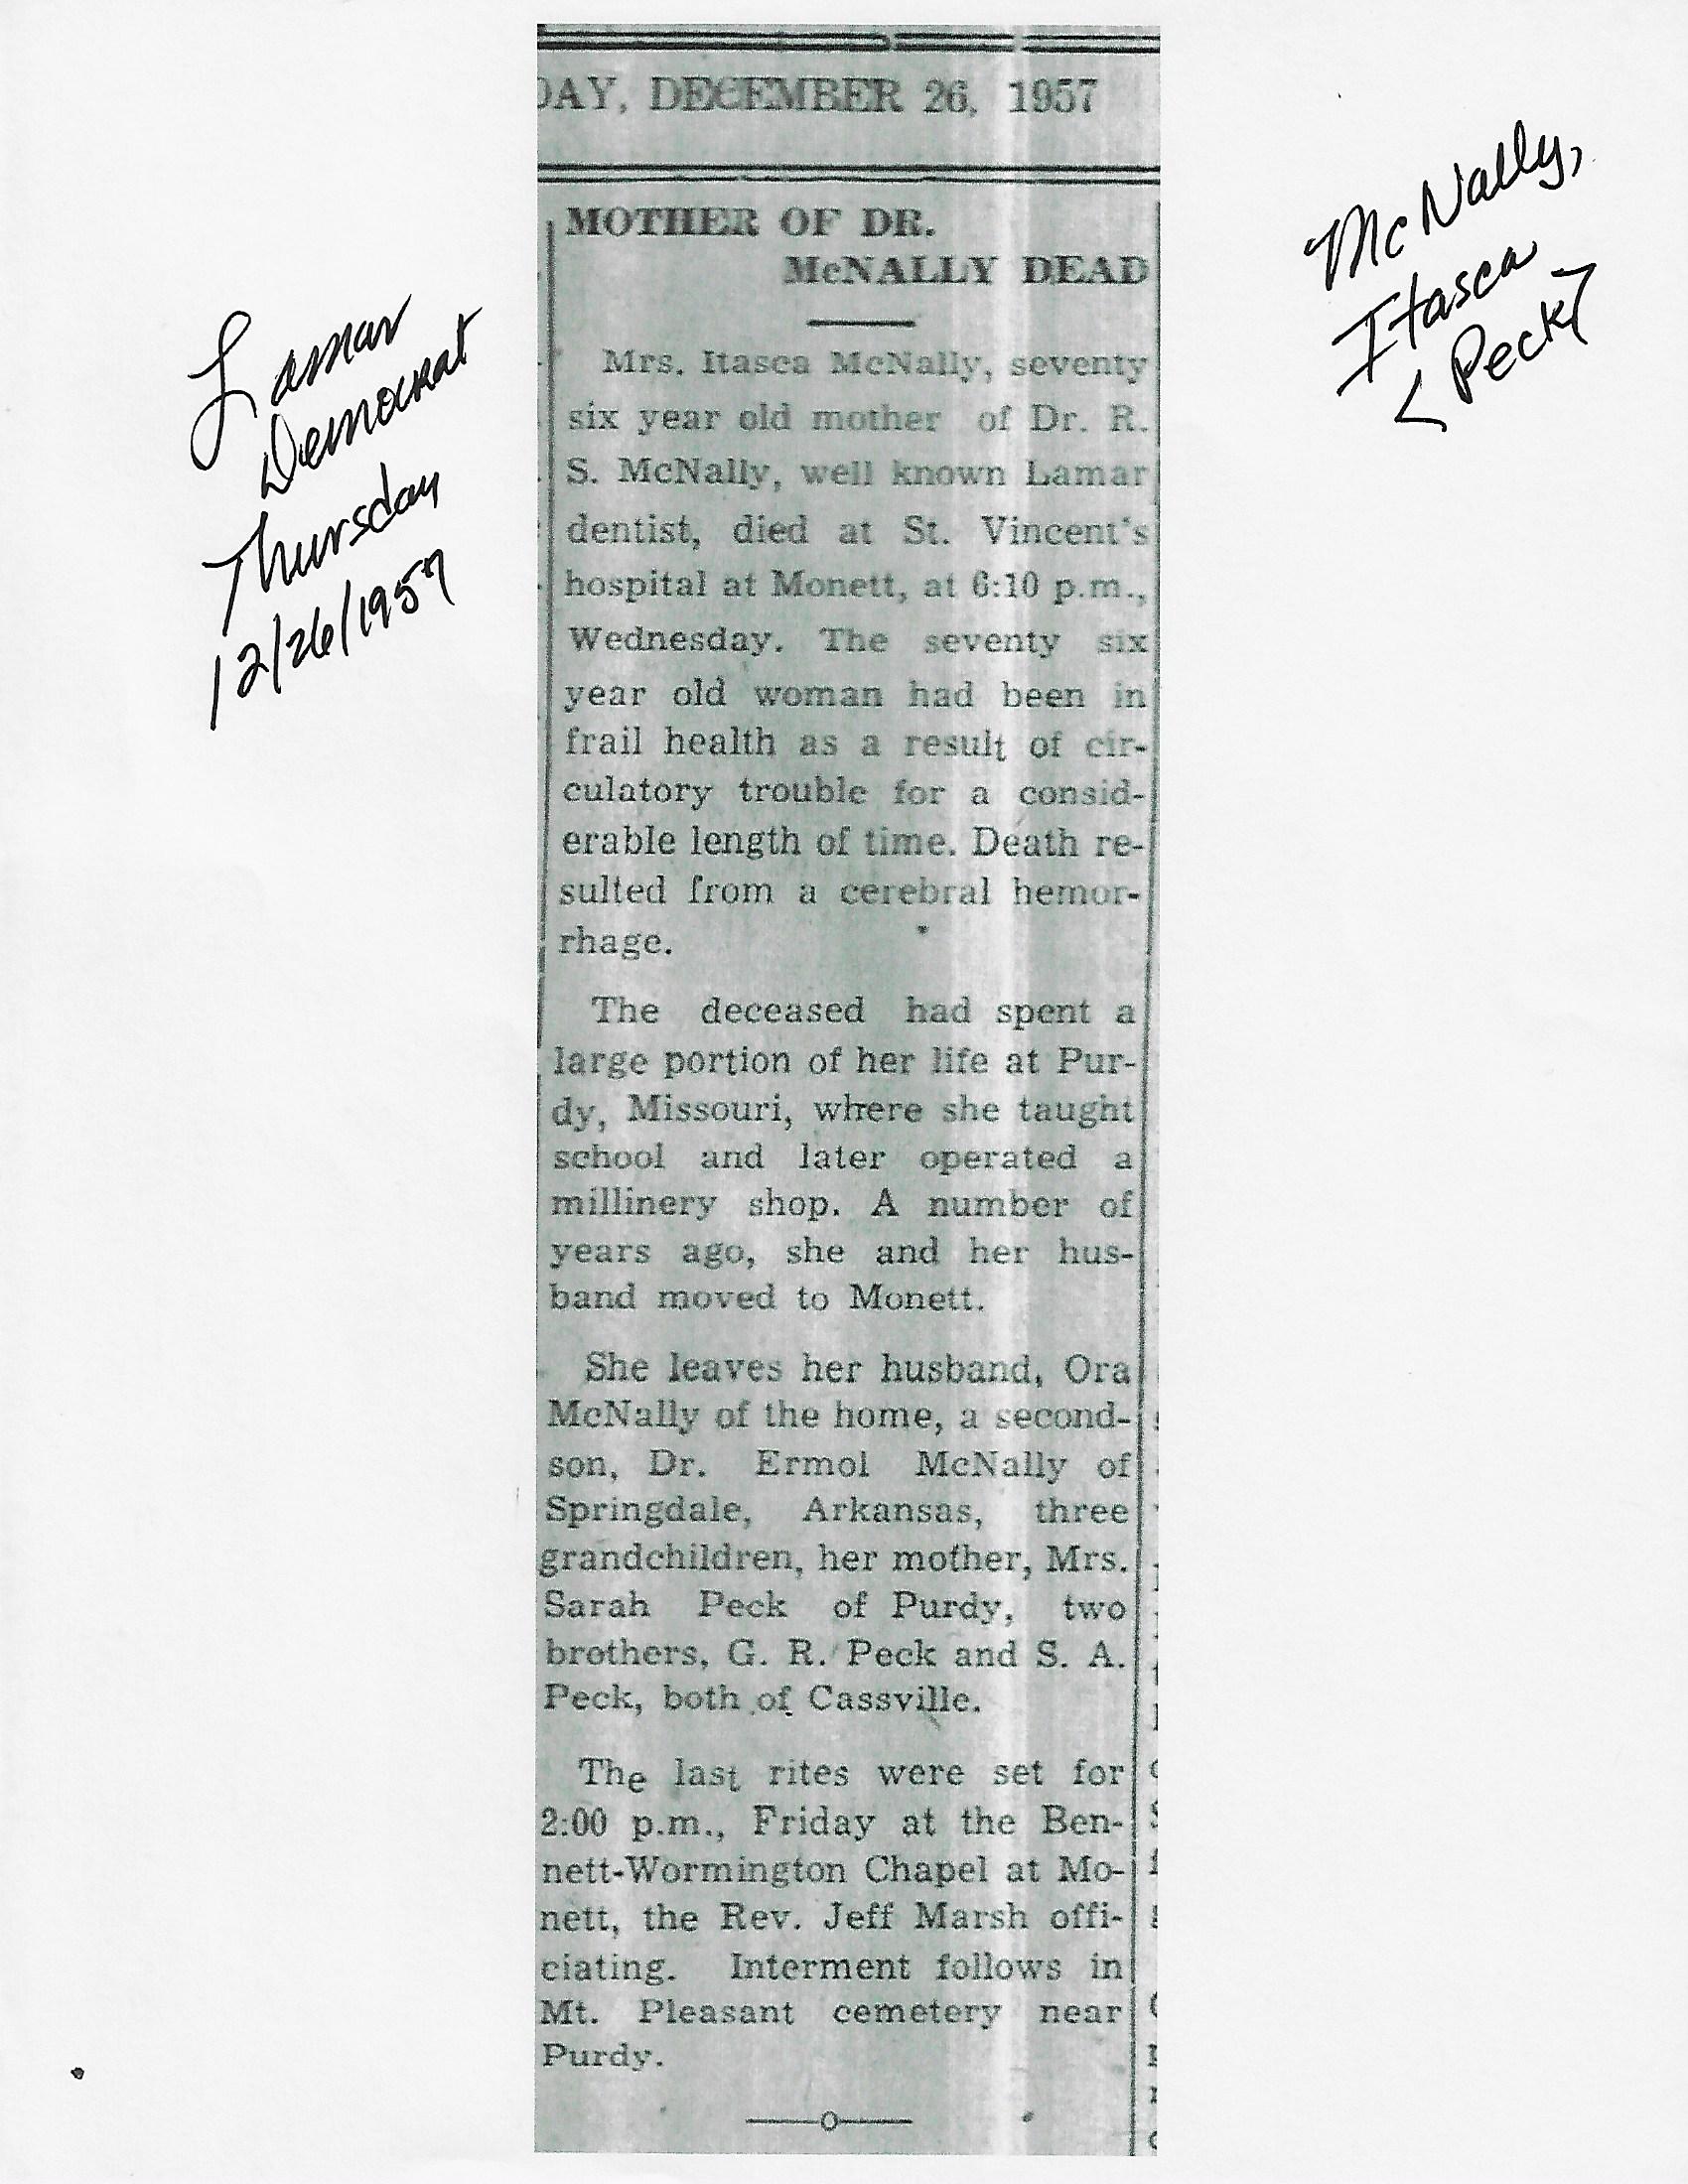 DAY, DECEMBER 26, 1957
MOTHER OF DR.
McNALLY DEAD
Mrs. Itasca McNally, seventy
six year old mother of Dr. R.
S. McNally, well known Lamar
dentist, died at St. Vincent's
hospital at Monett, at 6:10 p.m.,
Wednesday. The seventy six
year old woman had been in
frail health as a result of cir-
culatory trouble for a consid-
erable length of time. Death re-
sulted from a cerebral hemor-
rhage.
The deceased had spent a
large portion of her life at Pur-
dy, Missouri, where she taught
school and later operated a
millinery shop. A number of
years ago, she and her hus-
band moved to Monett.
She leaves her husband, Ora
McNally of the home, a second-
son, Dr. Ermol McNally of
Springdale, Arkansas, three
grandchildren, her mother, Mrs.
Sarah Peck of Purdy, two
brothers, G. R. Peck and S. A.
Peck, both of Cassville.
The last rites were set for
2:00 p.m., Friday at the Ben-
nett-Wormington Chapel at Mo-
nett, the Rev. Jeff Marsh offi-
ciating. Interment follows in
Mt. Pleasant cemetery near
Purdy.
Lamar
Democrat
Thursday
12/26/1957
McNally,
Itasca
<Peck>